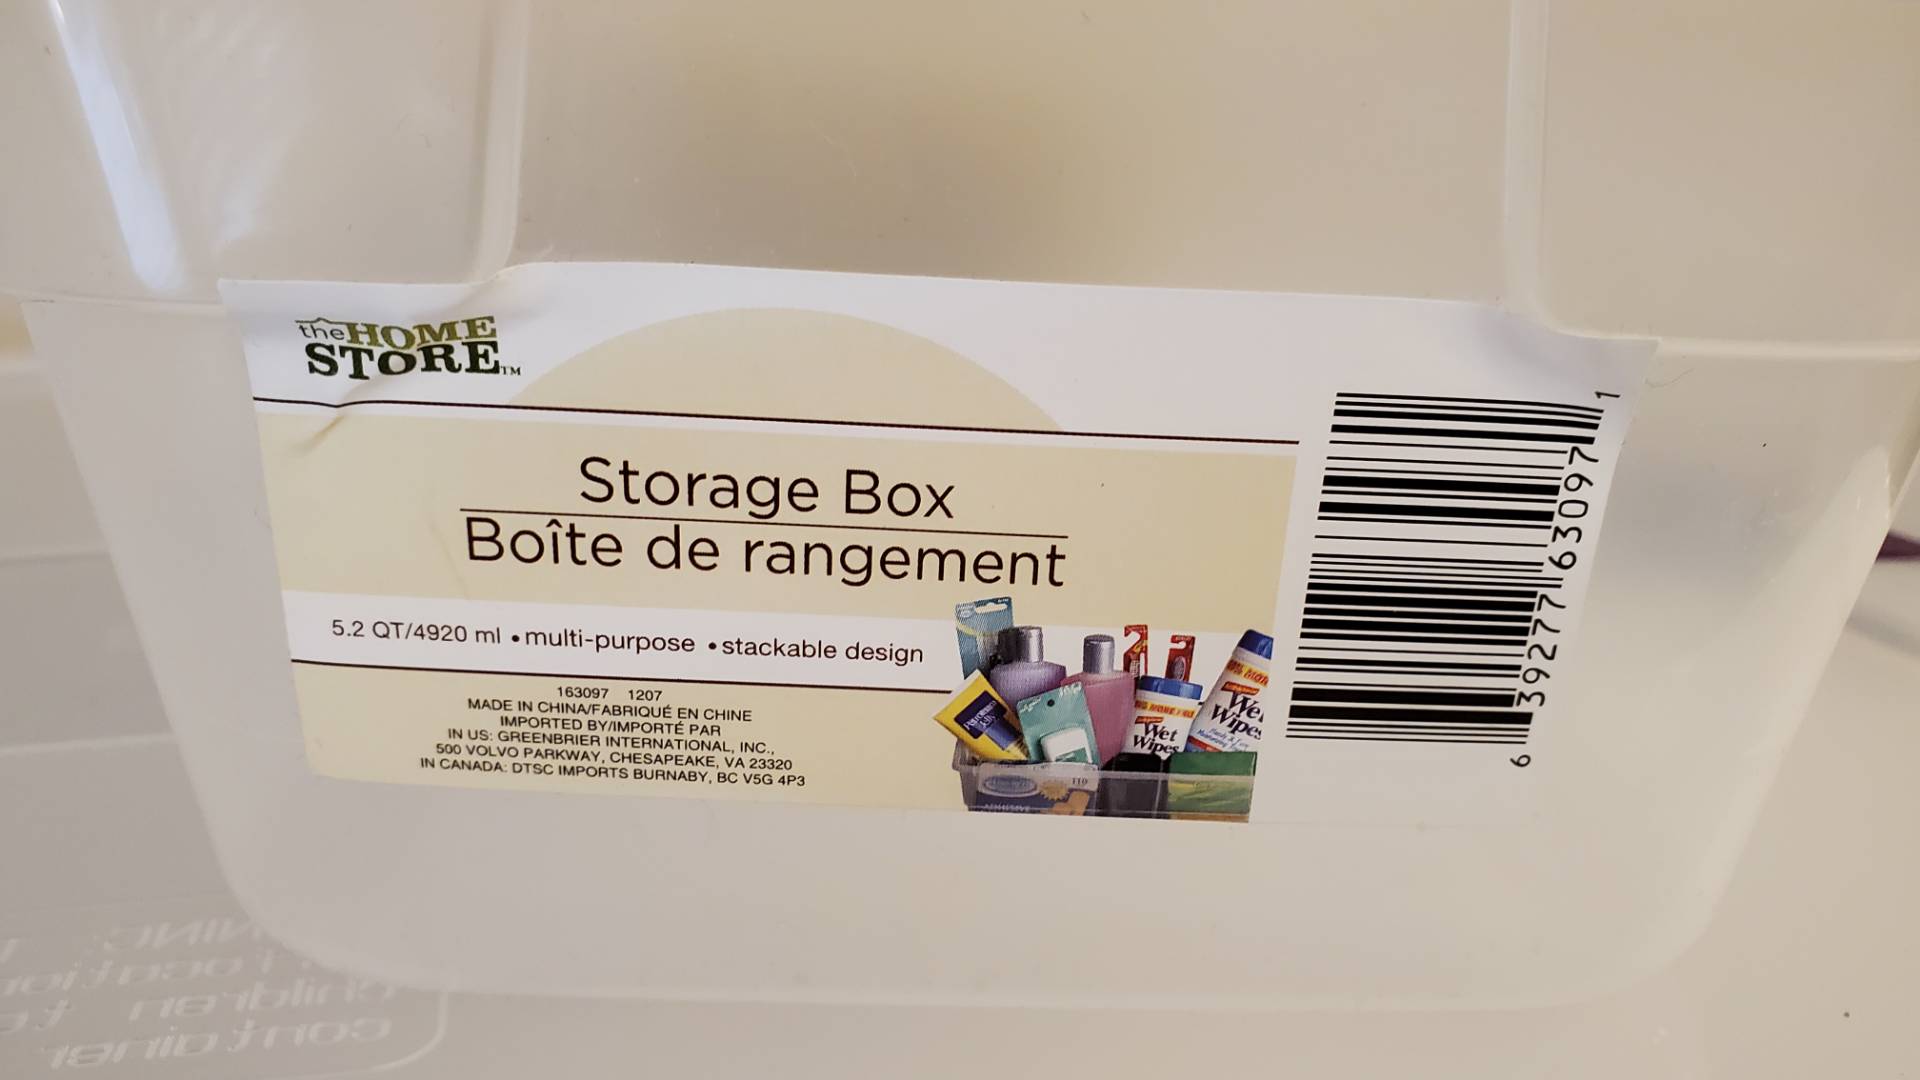 the HOME
STORE™
Storage Box
Boîte de rangement
5.2 QT/4920 ml • multi-purpose • stackable design
163097 1207
MADE IN CHINA/FABRIQUÉ EN CHINE
IMPORTED BY/IMPORTÉ PAR
IN US: GREENBRIER INTERNATIONAL, INC.,
500 VOLVO PARKWAY, CHESAPEAKE, VA 23320
IN CANADA: DTSC IMPORTS BURNABY, BC V5G 4P3
Wet
Wipes
Wet
Wipes
110
6 39277 63097 1